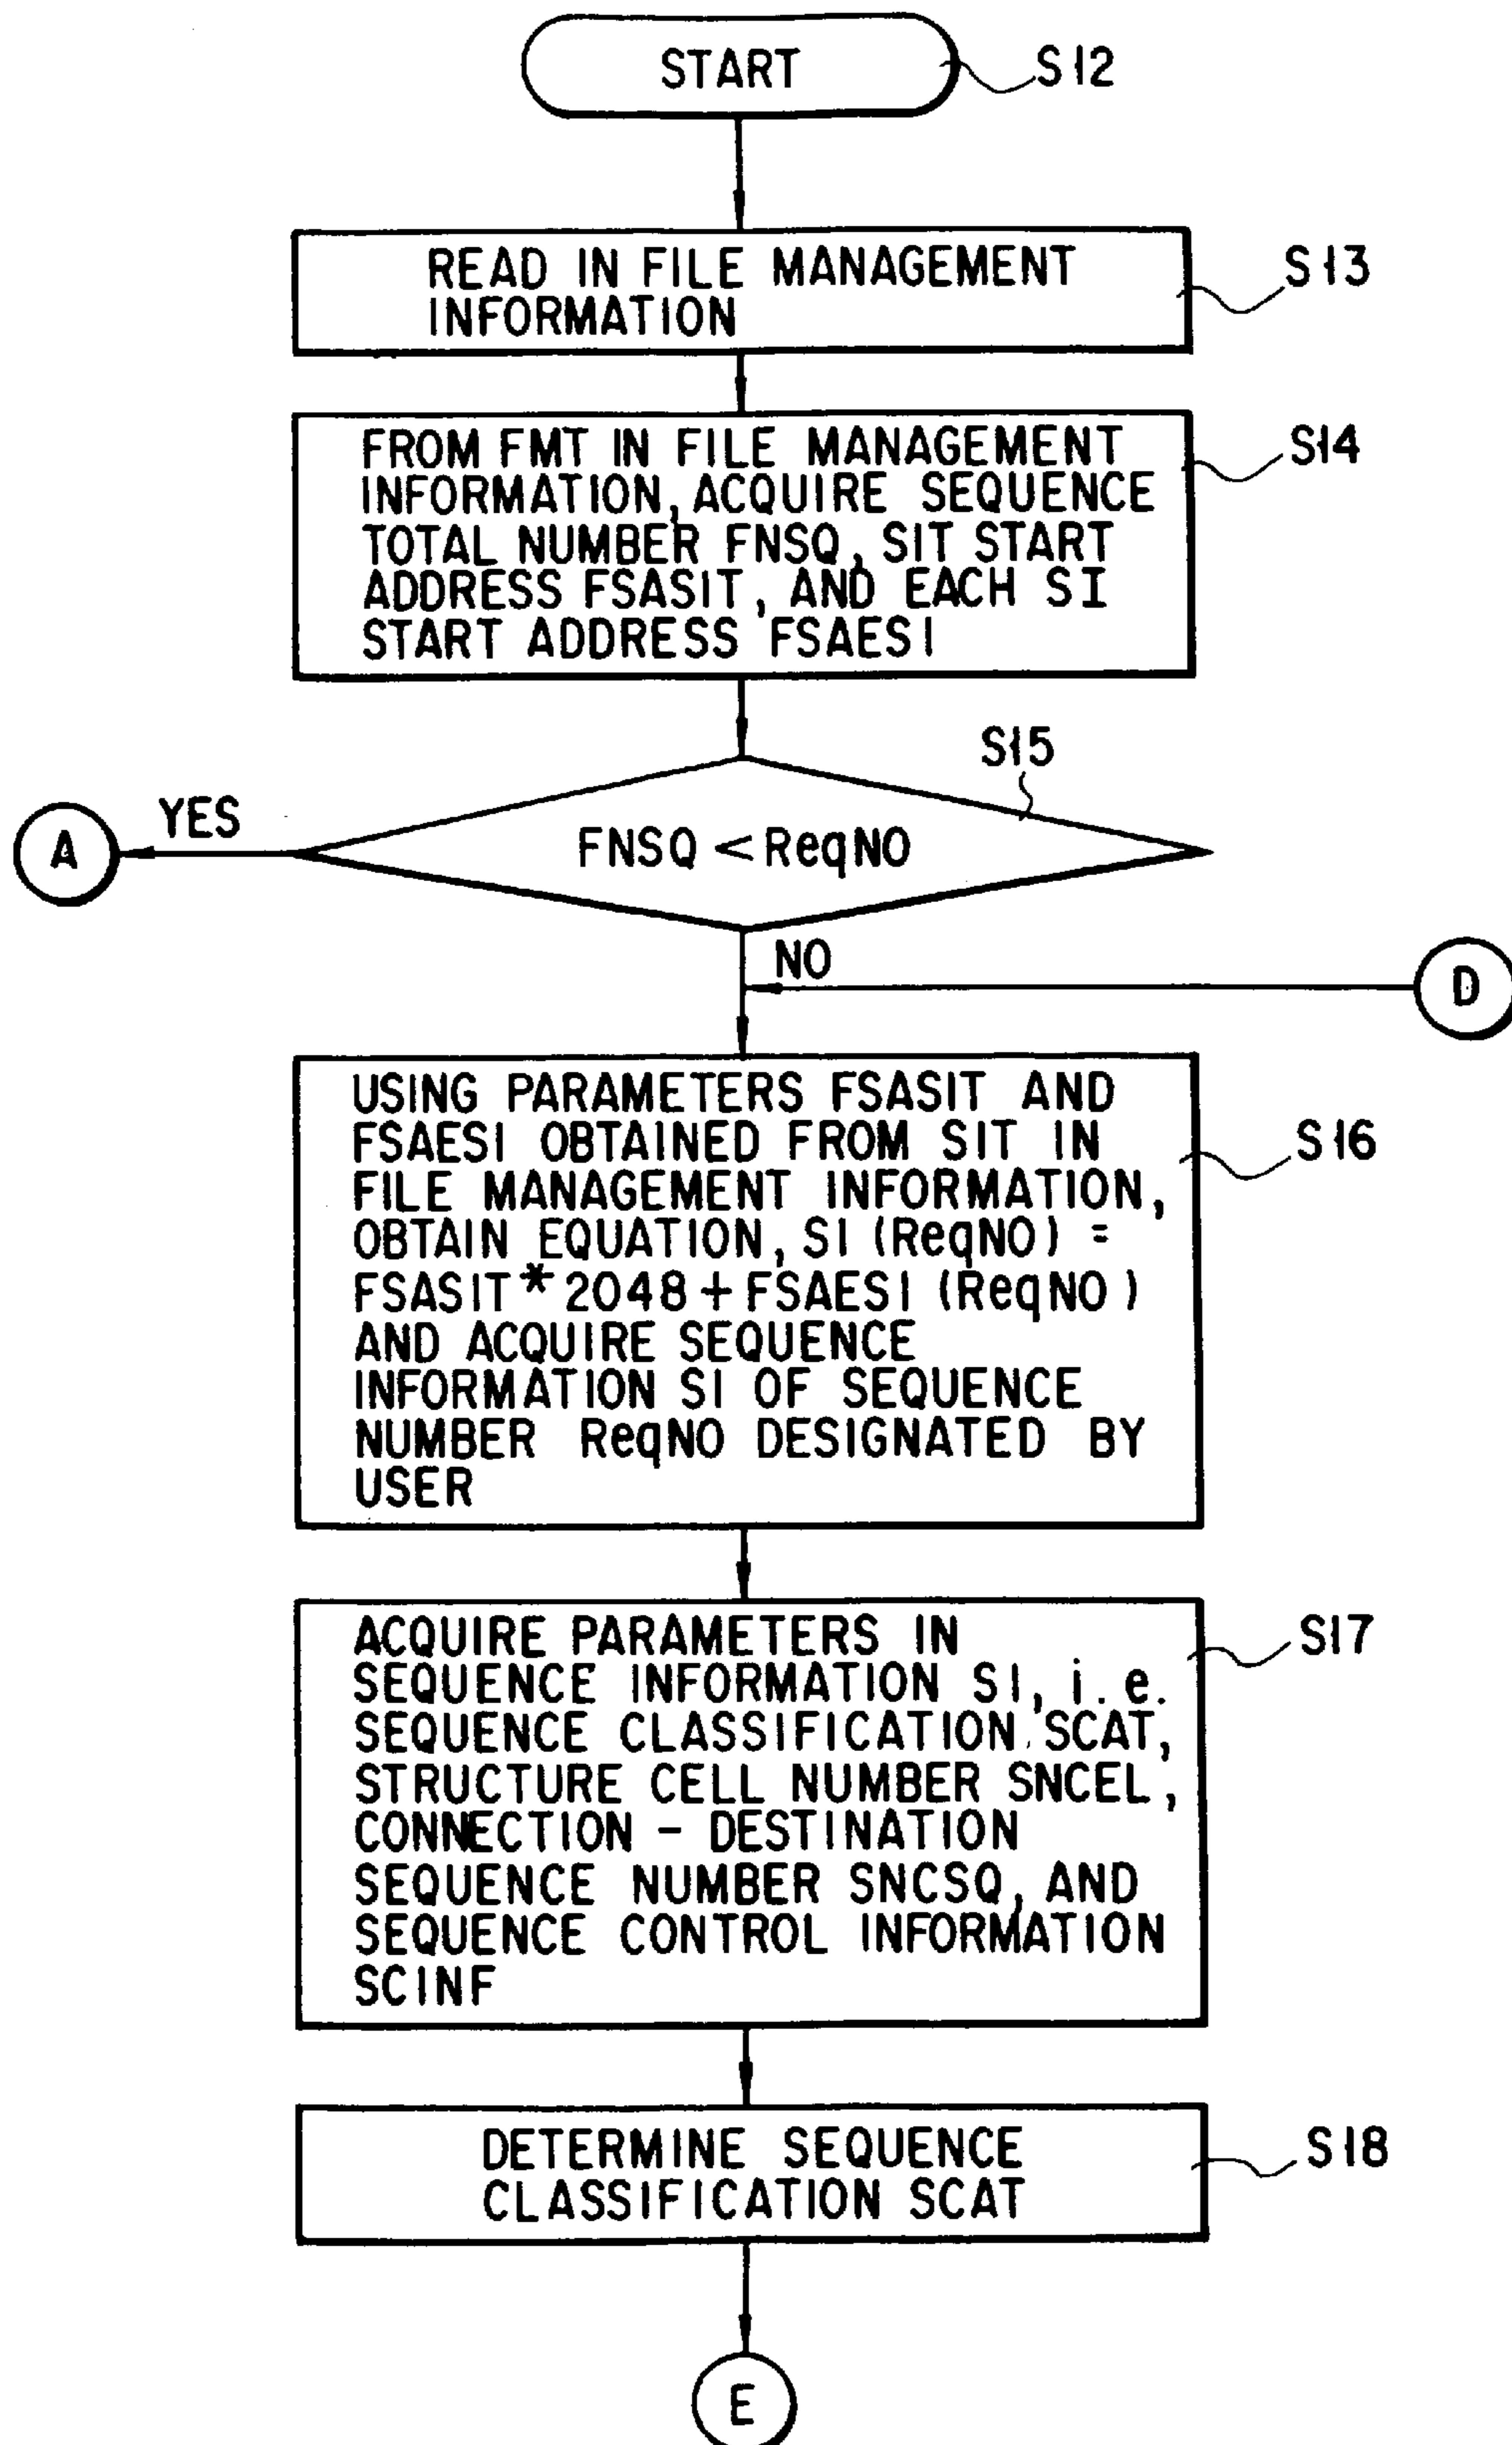 START
S12
READ IN FILE MANAGEMENT
INFORMATION
S13
FROM FMT IN FILE MANAGEMENT
INFORMATION, ACQUIRE SEQUENCE
TOTAL NUMBER FNSQ, SIT START
ADDRESS FSASIT, AND EACH SI
START ADDRESS FSAESI
S14
S15
FNSQ < ReqNO
YES
A
NO
D
USING PARAMETERS FSASIT AND
FSAESI OBTAINED FROM SIT IN
FILE MANAGEMENT INFORMATION,
OBTAIN EQUATION, SI (ReqNO) =
FSASIT * 2048 + FSAESI (ReqNO)
AND ACQUIRE SEQUENCE
INFORMATION SI OF SEQUENCE
NUMBER ReqNO DESIGNATED BY
USER
S16
ACQUIRE PARAMETERS IN
SEQUENCE INFORMATION SI, i.e.
SEQUENCE CLASSIFICATION SCAT,
STRUCTURE CELL NUMBER SNCEL,
CONNECTION - DESTINATION
SEQUENCE NUMBER SNCSQ, AND
SEQUENCE CONTROL INFORMATION
SCINF
S17
DETERMINE SEQUENCE
CLASSIFICATION SCAT
S18
E